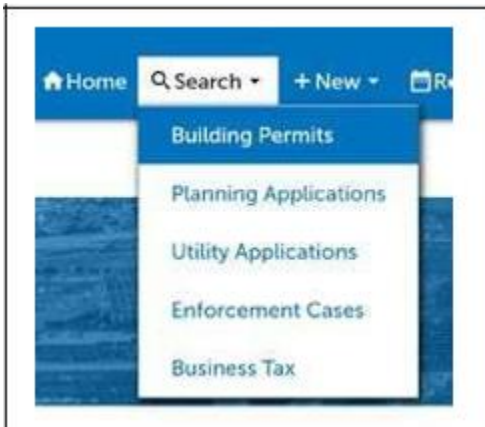 Home Search + New
Building Permits
Planning Applications
Utility Applications
Enforcement Cases
Business Tax